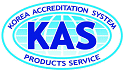 KOREA ACCREDITATION SYSTEM
KAS
PRODUCTS SERVICE